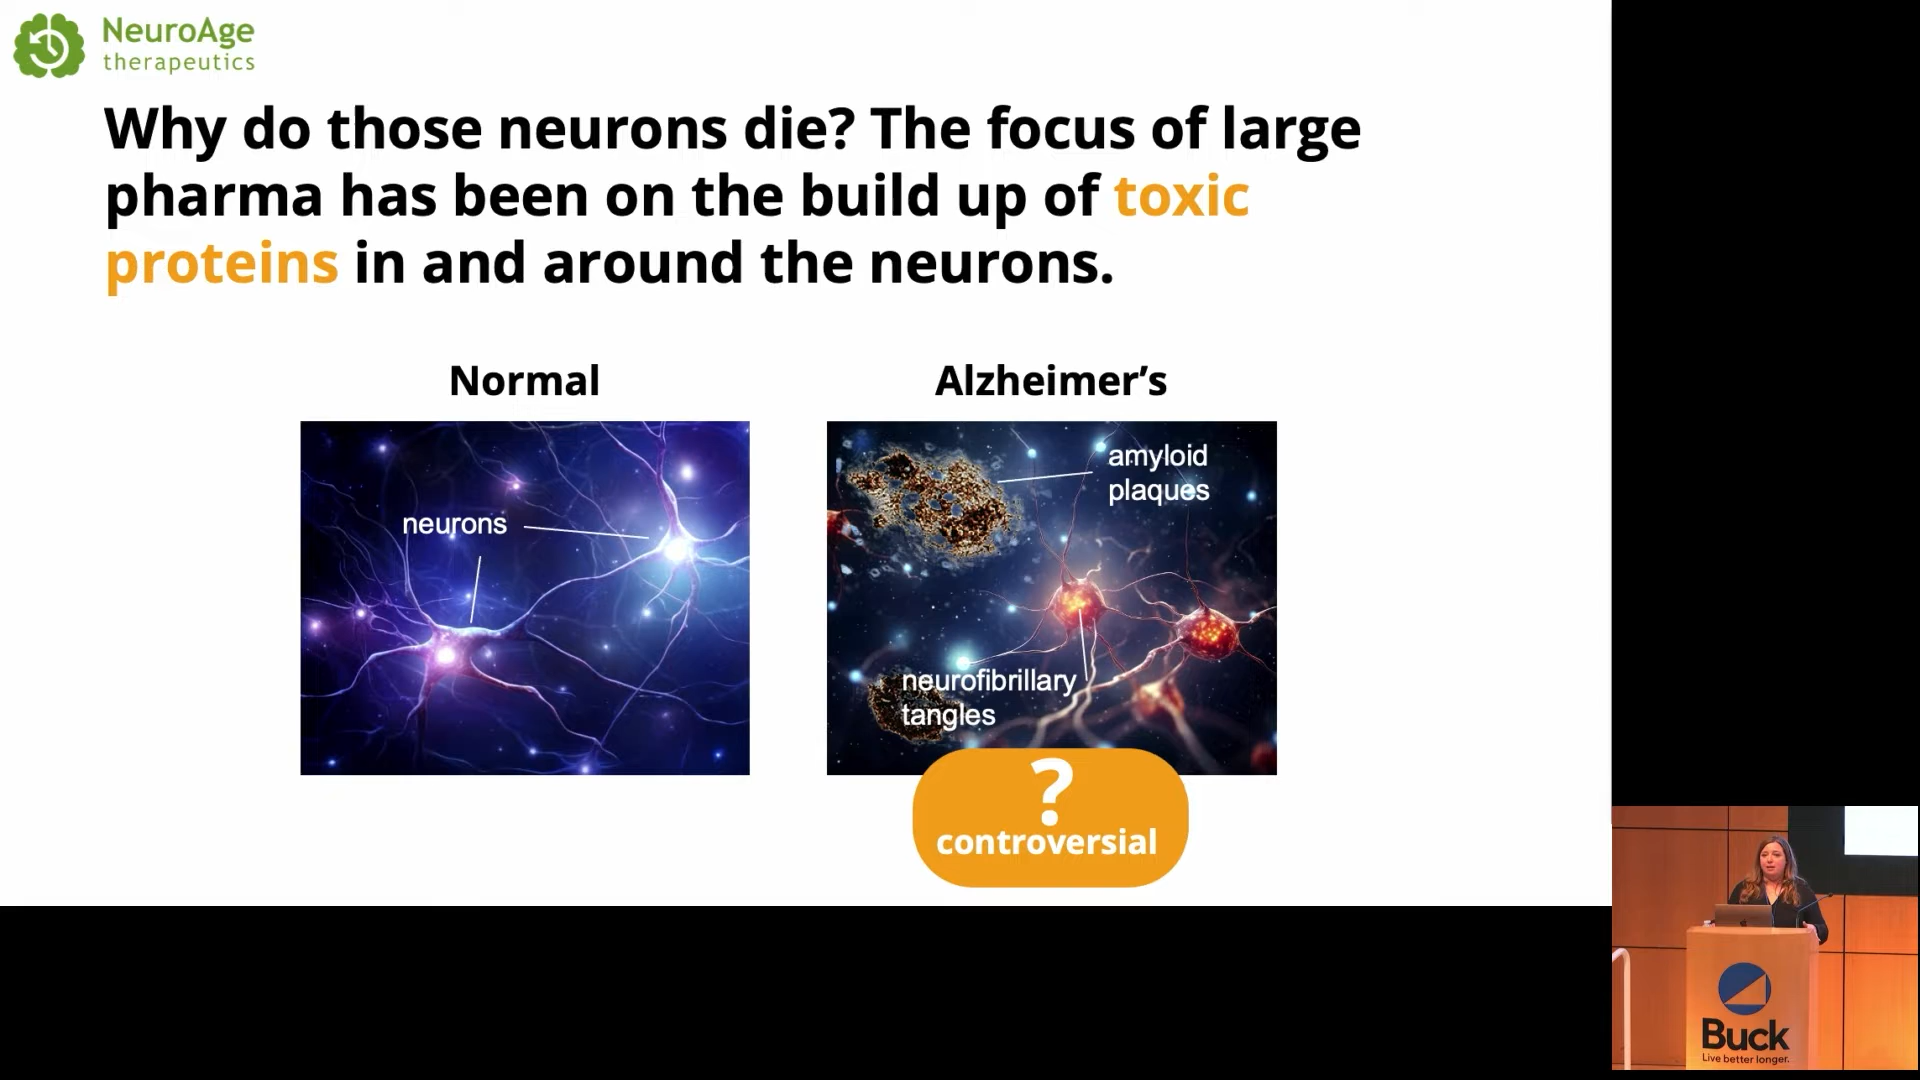 NeuroAge
therapeutics
Why do those neurons die? The focus of large
pharma has been on the build up of toxic
proteins in and around the neurons.
Normal
Alzheimer’s
neurons
amyloid
plaques
neurofibrillary
tangles
?
controversial
Buck
Live better longer.